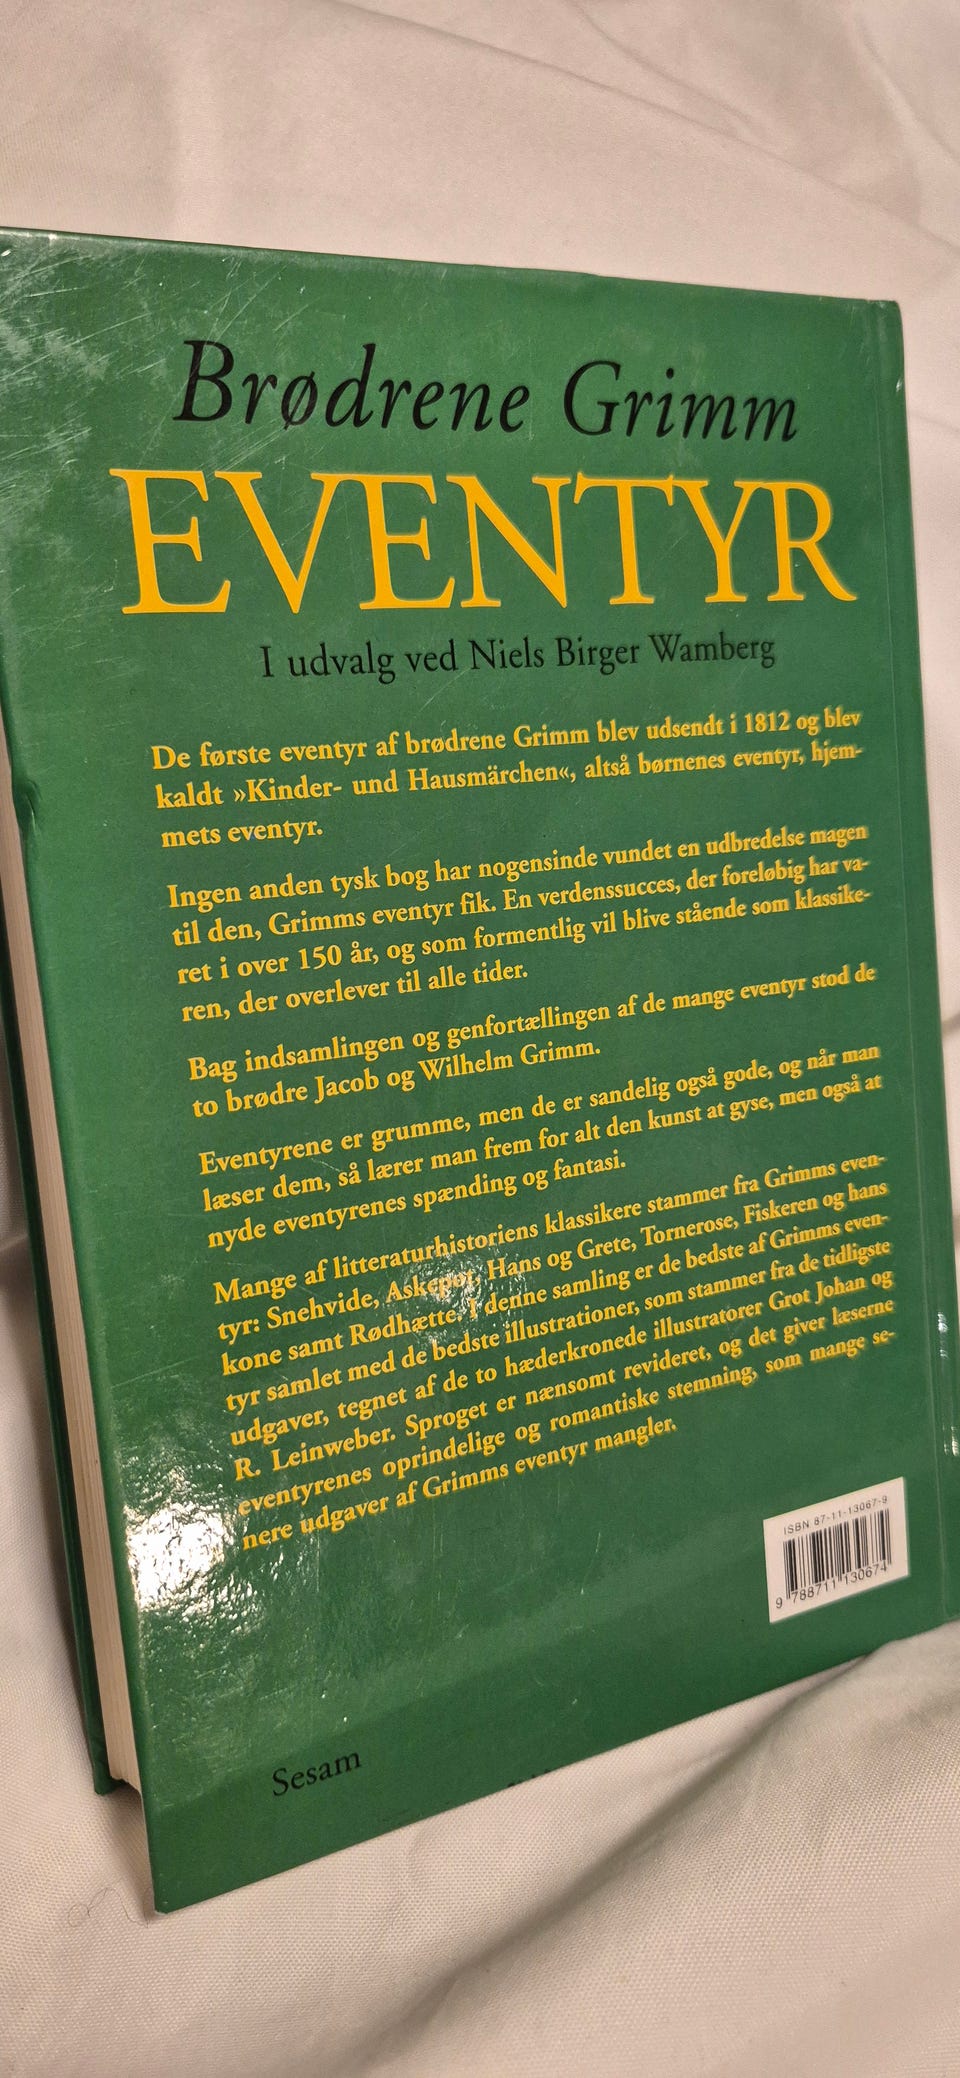 Brødrene Grimm
EVENTYR
I udvalg ved Niels Birger Wamberg
De første eventyr af brødrene Grimm blev udsendt i 1812 og blev
kaldt »Kinder- und Hausmärchen«, altså børnenes eventyr, hjem-
mets eventyr.
Ingen anden tysk bog har nogensinde vundet en udbredelse magen
til den, Grimms eventyr fik. En verdenssucces, der foreløbig har va-
ret i over 150 år, og som formentlig vil blive stående som klassike-
ren, der overlever til alle tider.
Bag indsamlingen og genfortællingen af de mange eventyr stod de
to brødre Jacob og Wilhelm Grimm.
Eventyrene er grumme, men de er sandelig også gode, og når man
læser dem, så lærer man frem for alt den kunst at gyse, men også at
nyde eventyrenes spænding og fantasi.
Mange af litteraturhistoriens klassikere stammer fra Grimms even-
tyr: Snehvide, Askepot, Hans og Grete, Tornerose, Fiskeren og hans
kone samt Rødhætte. I denne samling er de bedste af Grimms even-
tyr samlet med de bedste illustrationer, som stammer fra de tidligste
udgaver, tegnet af de to hæderkronede illustratorer Grot Johan og
R. Leinweber. Sproget er nænsomt revideret, og det giver læserne
eventyrenes oprindelige og romantiske stemning, som mange se-
nere udgaver af Grimms eventyr mangler.
ISBN 87-11-13067-9
9 788711 130674
Sesam